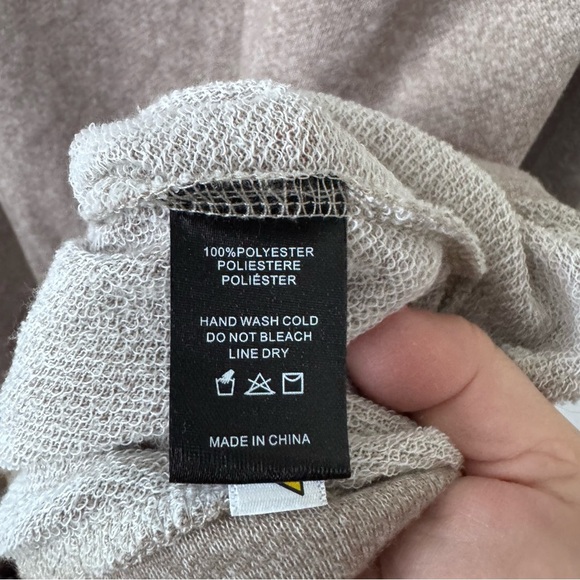 100%POLYESTER
POLIESTERE
POLIÉSTER
HAND WASH COLD
DO NOT BLEACH
LINE DRY
MADE IN CHINA